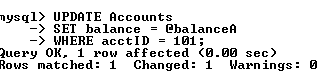 mysql> UPDATE Accounts
    -> SET balance = @balanceA
    -> WHERE acctID = 101;
Query OK, 1 row affected (0.00 sec)
Rows matched: 1  Changed: 1  Warnings: 0